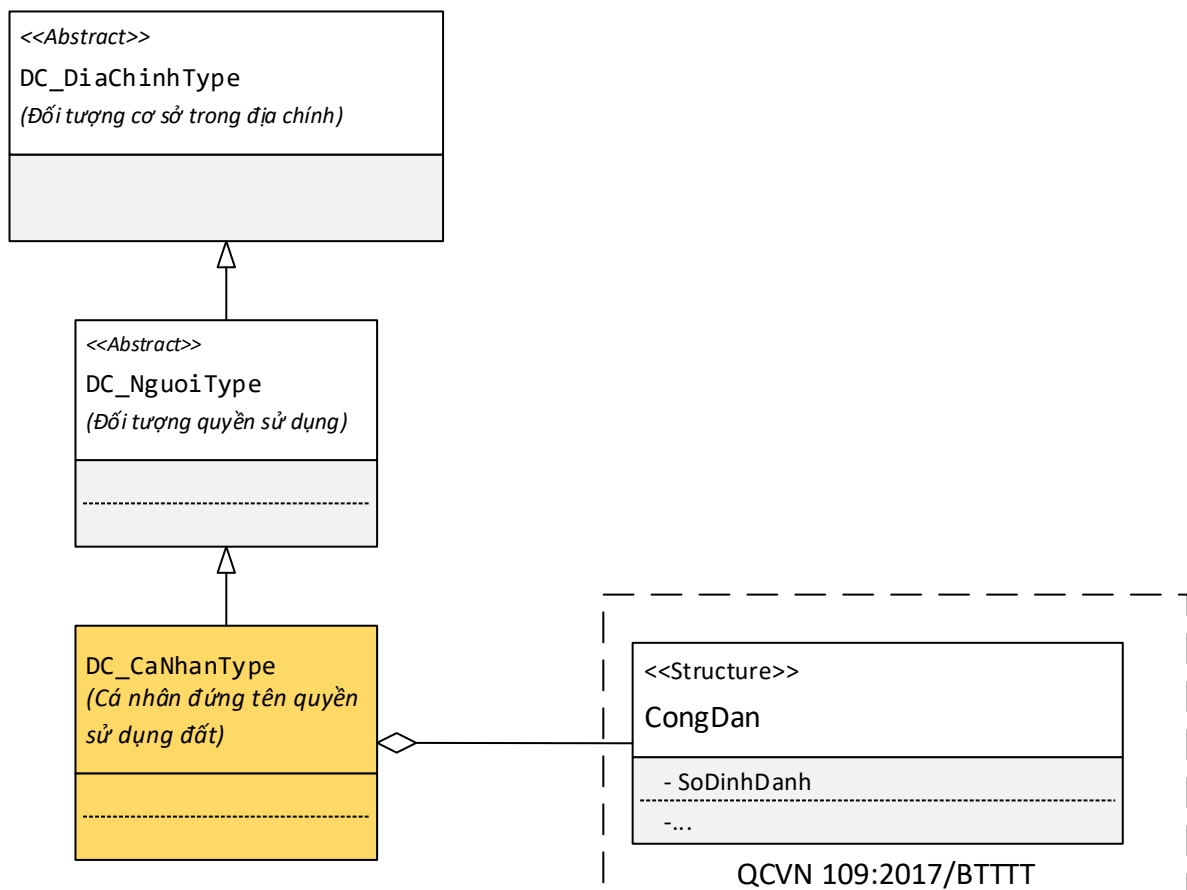 <<Abstract>>
DC_DiaChinhType
(Đối tượng cơ sở trong địa chính)
<<Abstract>>
DC_NguoiType
(Đối tượng quyền sử dụng)
DC_CaNhanType
(Cá nhân đứng tên quyền
sử dụng đất)
<<Structure>>
CongDan
- SoDinhDanh
-...
QCVN 109:2017/BTTTT